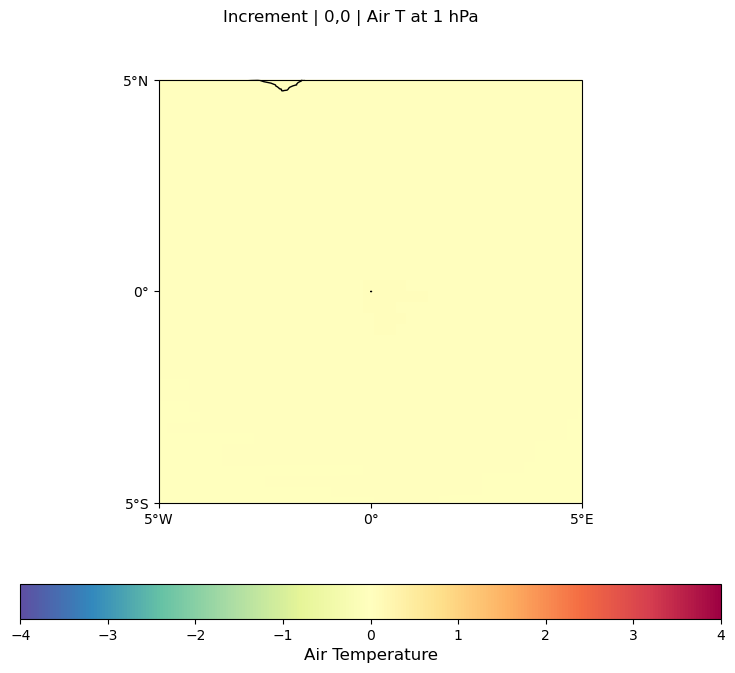 Increment | 0,0 | Air T at 1 hPa
5°N
0°
5°S
5°W 0° 5°E
−4 −3 −2 −1 0 1 2 3 4
Air Temperature